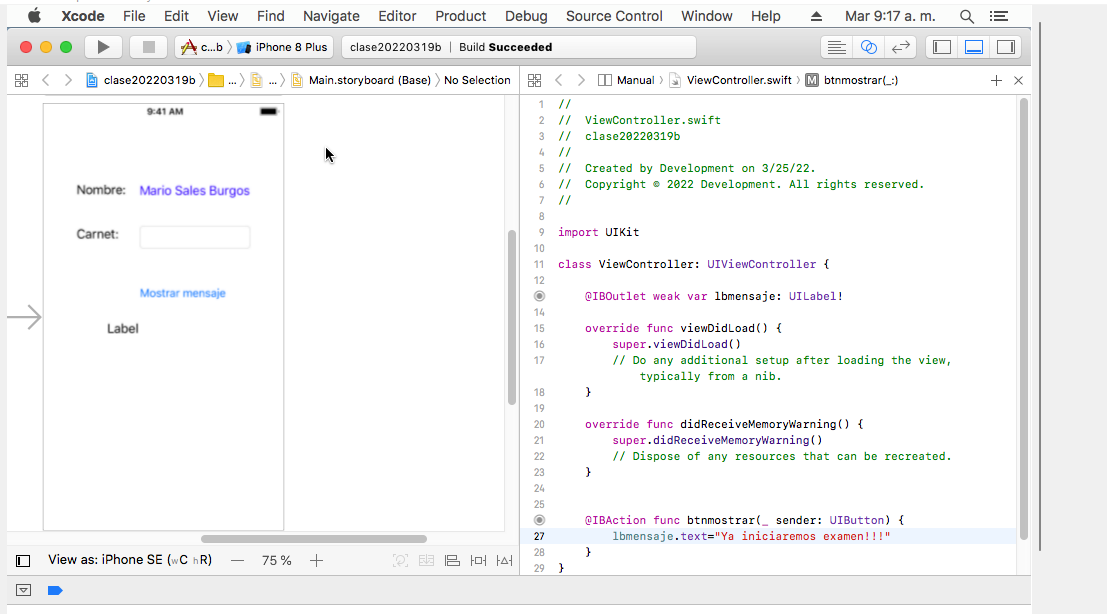 Xcode File Edit View Find Navigate Editor Product Debug Source Control Window Help Mar 9:17 a. m.
c...b iPhone 8 Plus clase20220319b | Build Succeeded
clase20220319b ... ... Main.storyboard (Base) No Selection
Manual ViewController.swift M btnmostrar(_:)
9:41 AM
Nombre: Mario Sales Burgos
Carnet:
Mostrar mensaje
Label
View as: iPhone SE (wC hR) — 75 % +
1 //
2 // ViewController.swift
3 // clase20220319b
4 //
5 // Created by Development on 3/25/22.
6 // Copyright © 2022 Development. All rights reserved.
7 //
8
9 import UIKit
10
11 class ViewController: UIViewController {
12
@IBOutlet weak var lbmensaje: UILabel!
14
15 override func viewDidLoad() {
16 super.viewDidLoad()
17 // Do any additional setup after loading the view,
typically from a nib.
18 }
19
20 override func didReceiveMemoryWarning() {
21 super.didReceiveMemoryWarning()
22 // Dispose of any resources that can be recreated.
23 }
24
25
@IBAction func btnmostrar(_ sender: UIButton) {
27 lbmensaje.text="Ya iniciaremos examen!!!"
28 }
29 }